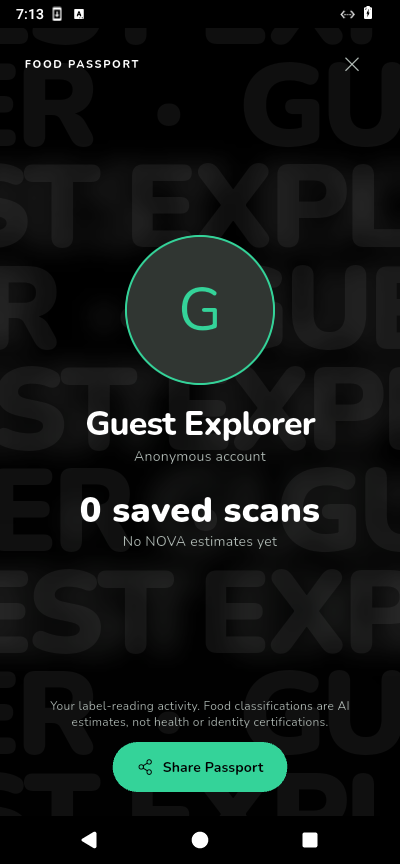 7:13
FOOD PASSPORT
G
Guest Explorer
Anonymous account
0 saved scans
No NOVA estimates yet
Your label-reading activity. Food classifications are AI
estimates, not health or identity certifications.
Share Passport